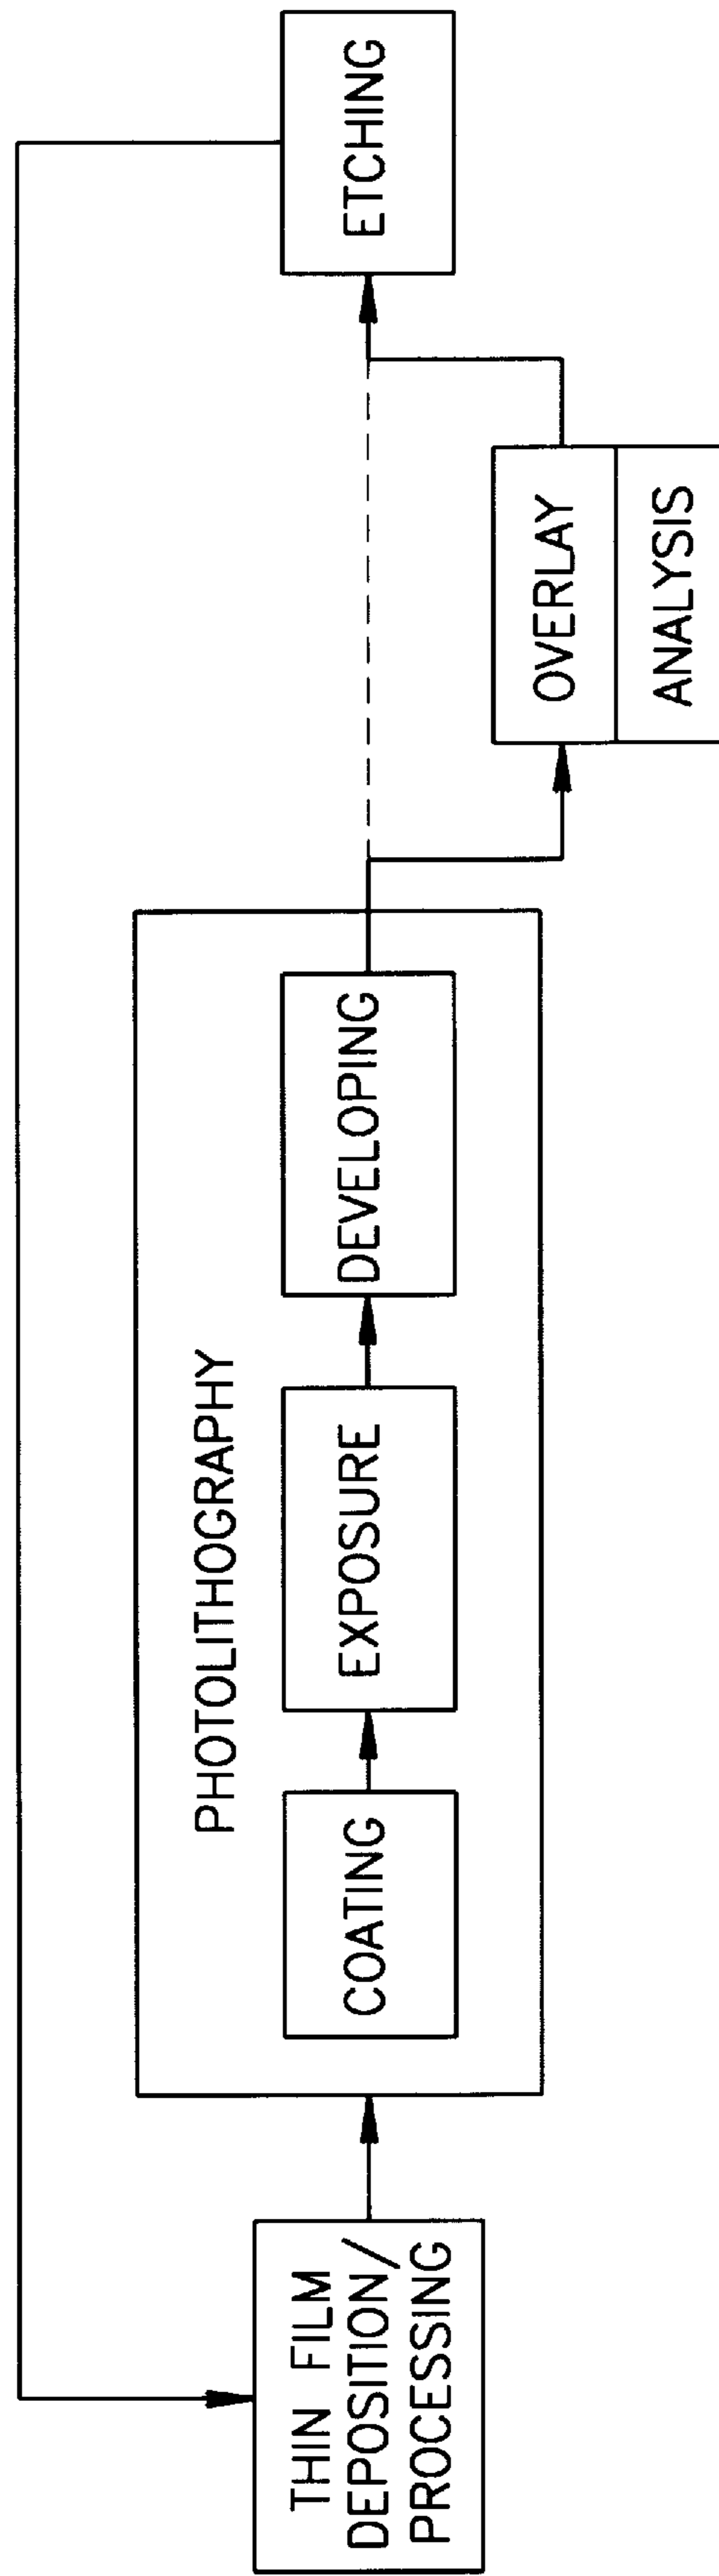 THIN FILM
DEPOSITION/
PROCESSING
PHOTOLITHOGRAPHY
COATING
EXPOSURE
DEVELOPING
OVERLAY
ANALYSIS
ETCHING